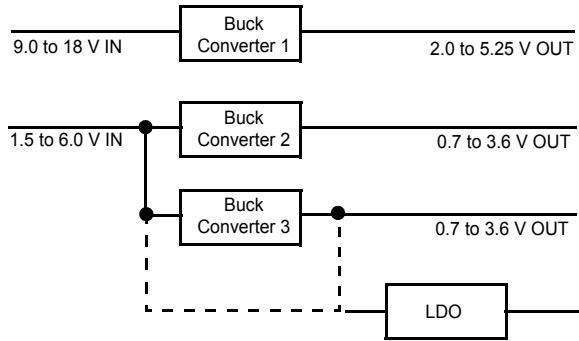 Buck
Converter 1
9.0 to 18 V IN
2.0 to 5.25 V OUT
Buck
Converter 2
1.5 to 6.0 V IN
0.7 to 3.6 V OUT
Buck
Converter 3
0.7 to 3.6 V OUT
LDO